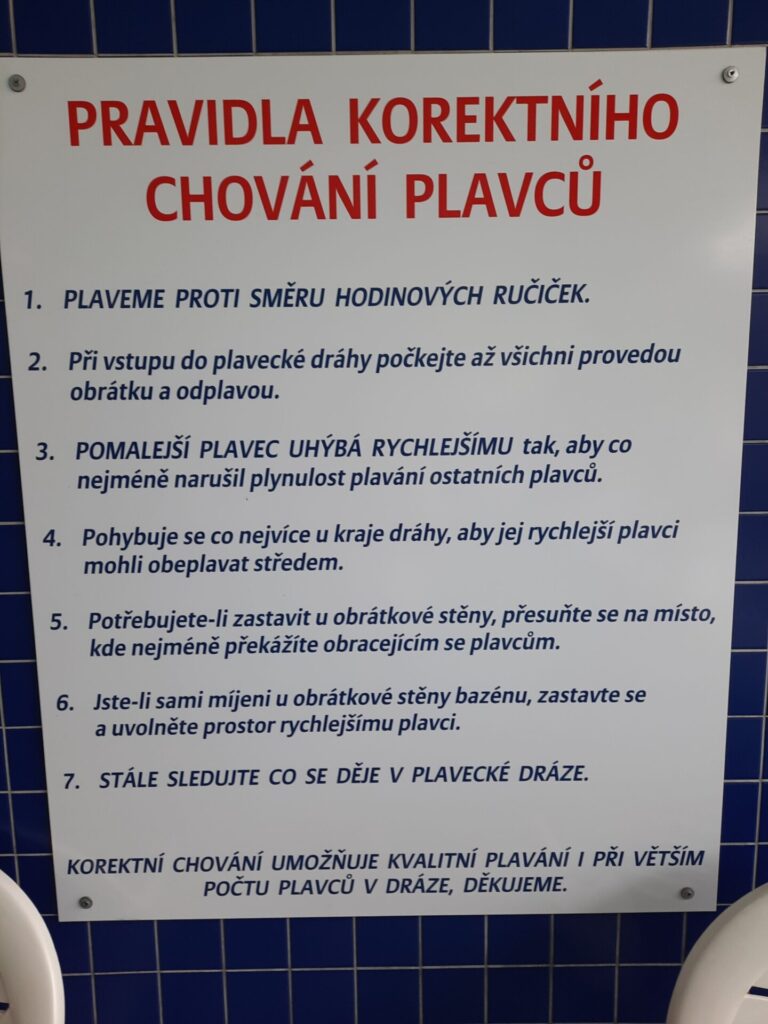 PRAVIDLA KOREKTNÍHO
CHOVÁNÍ PLAVCŮ
1. PLAVEME PROTI SMĚRU HODINOVÝCH RUČIČEK.
2. Při vstupu do plavecké dráhy počkejte až všichni provedou
obrátku a odplavou.
3. POMALEJŠÍ PLAVEC UHÝBÁ RYCHLEJŠÍMU tak, aby co
nejméně narušil plynulost plavání ostatních plavců.
4. Pohybuje se co nejvíce u kraje dráhy, aby jej rychlejší plavci
mohli obeplavat středem.
5. Potřebujete-li zastavit u obrátkové stěny, přesuňte se na místo,
kde nejméně překážíte obracejícím se plavcům.
6. Jste-li sami míjeni u obrátkové stěny bazénu, zastavte se
a uvolněte prostor rychlejšímu plavci.
7. STÁLE SLEDUJTE CO SE DĚJE V PLAVECKÉ DRÁZE.
KOREKTNÍ CHOVÁNÍ UMOŽŇUJE KVALITNÍ PLAVÁNÍ I PŘI VĚTŠÍM
POČTU PLAVCŮ V DRÁZE, DĚKUJEME.